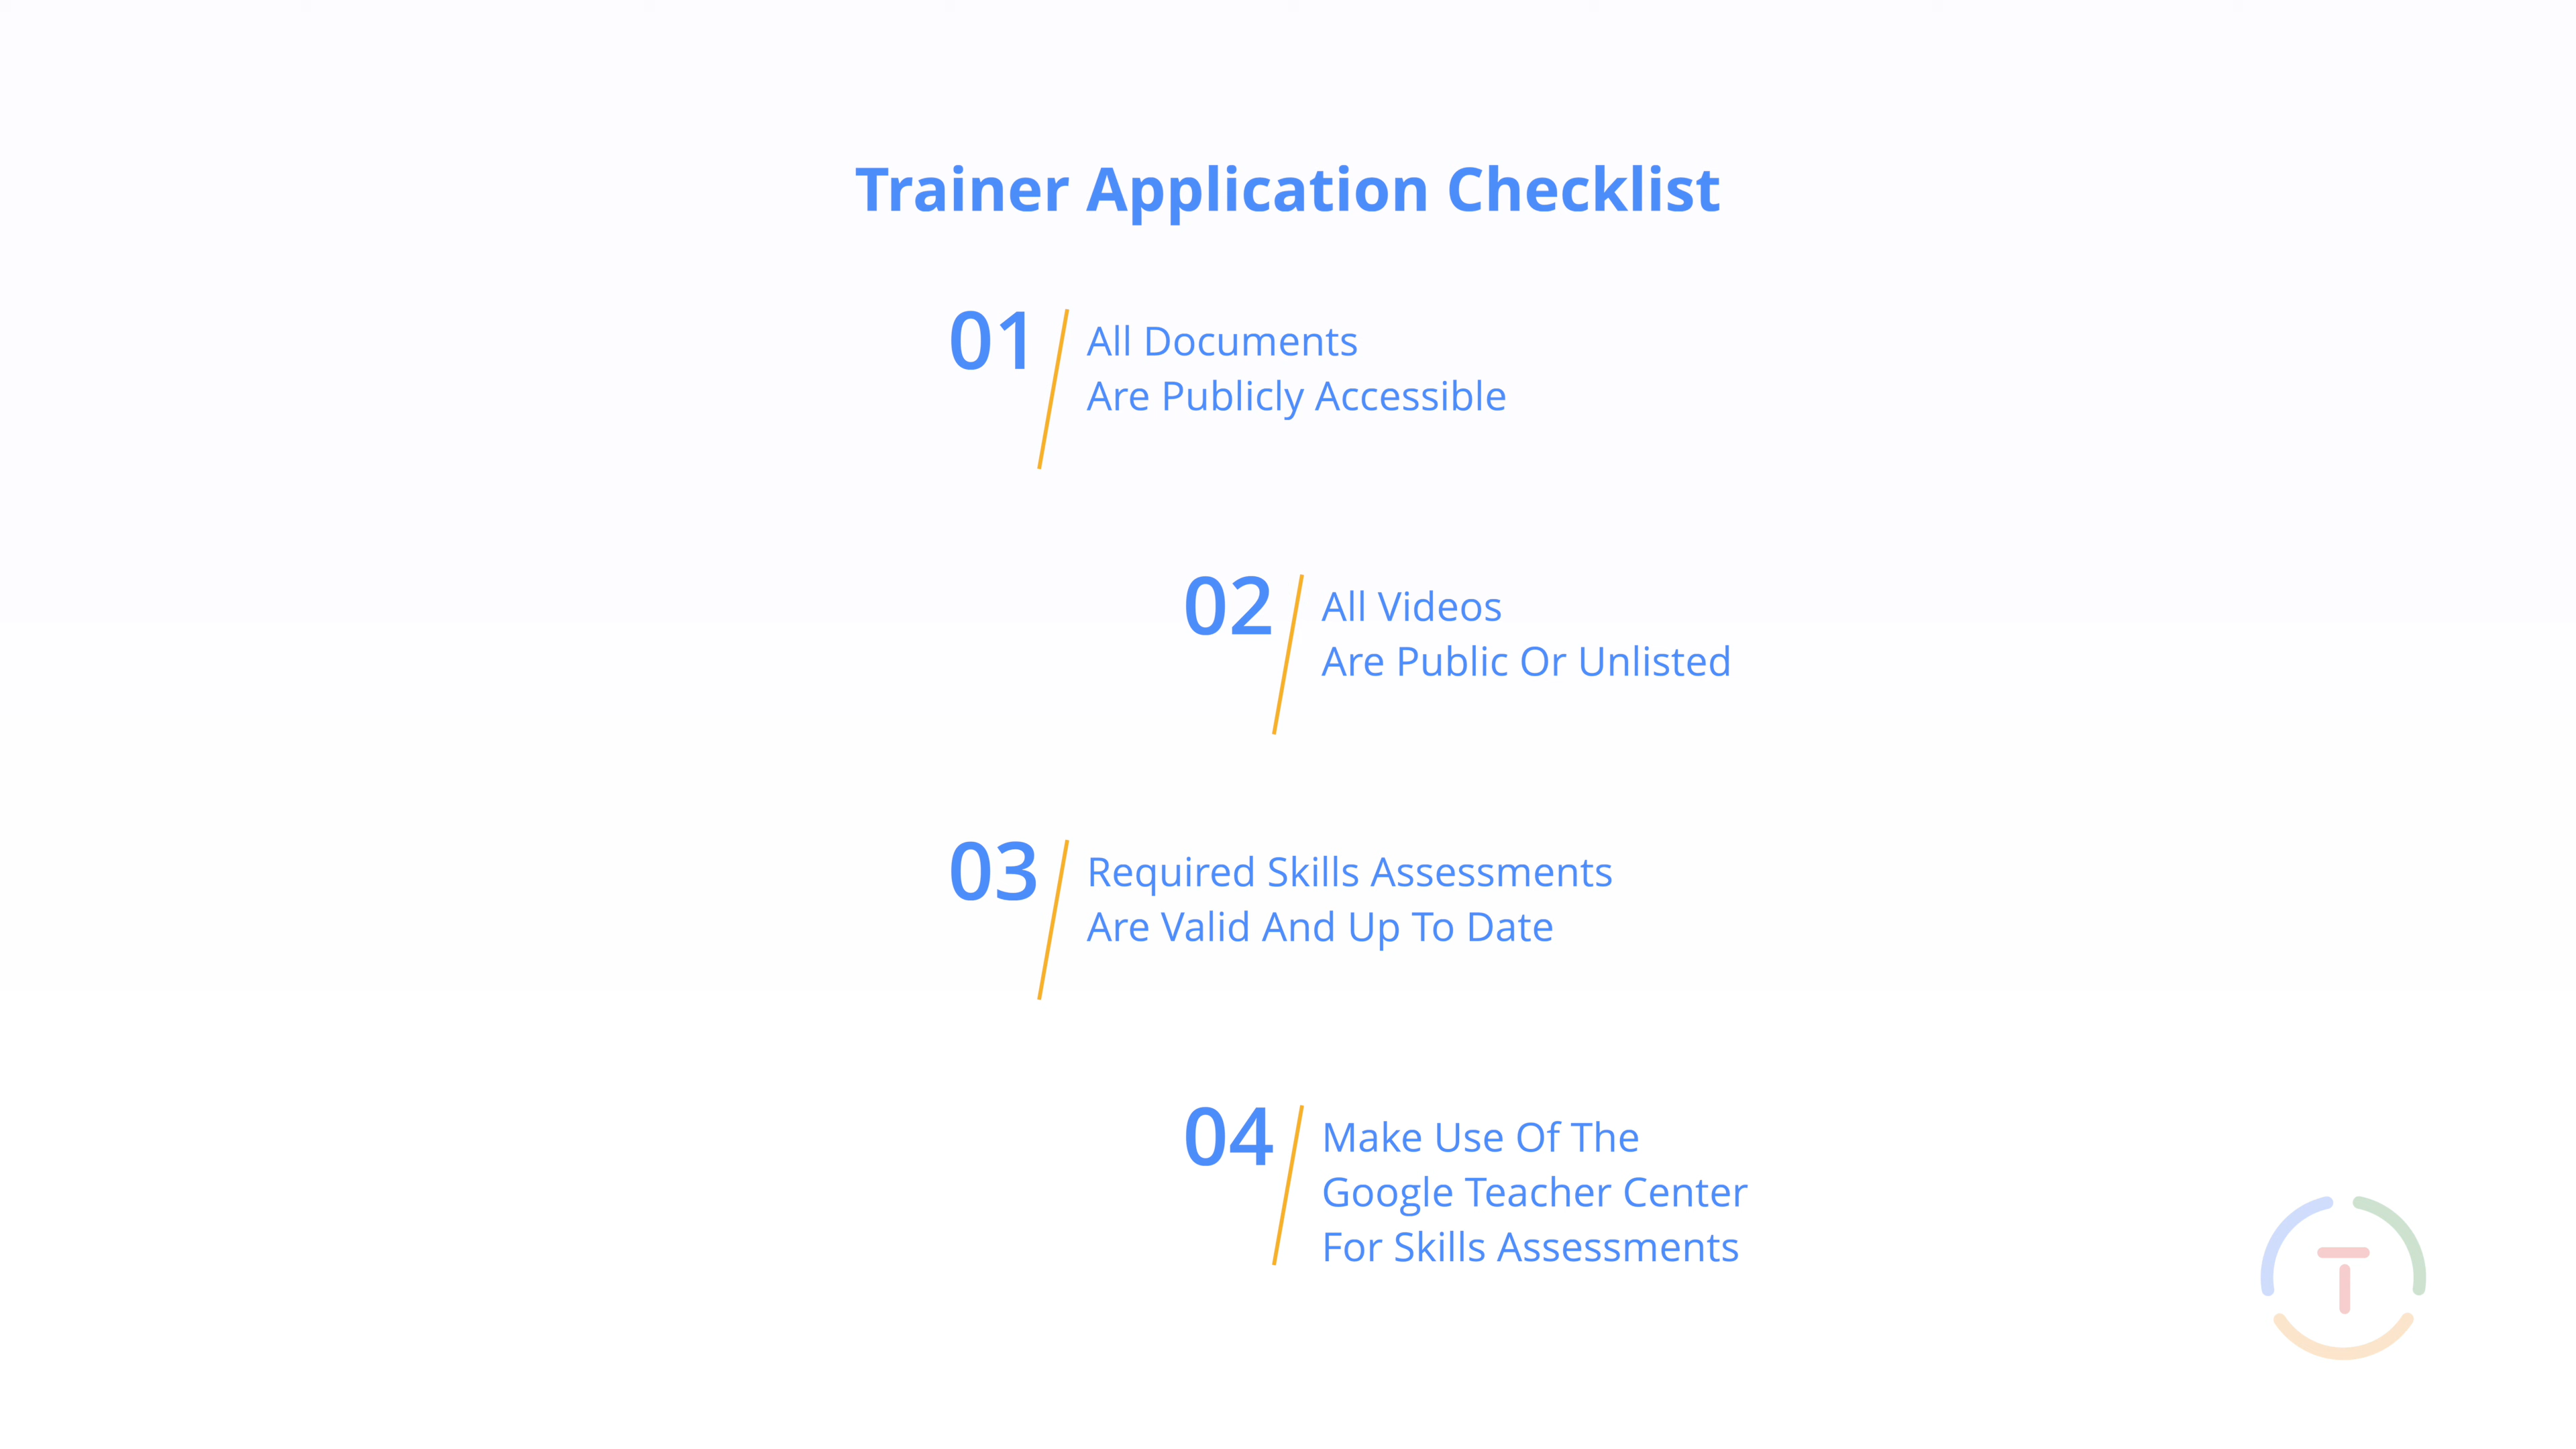 Trainer Application Checklist
01
All Documents
Are Publicly Accessible
02
All Videos
Are Public Or Unlisted
03
Required Skills Assessments
Are Valid And Up To Date
04
Make Use Of The
Google Teacher Center
For Skills Assessments
T